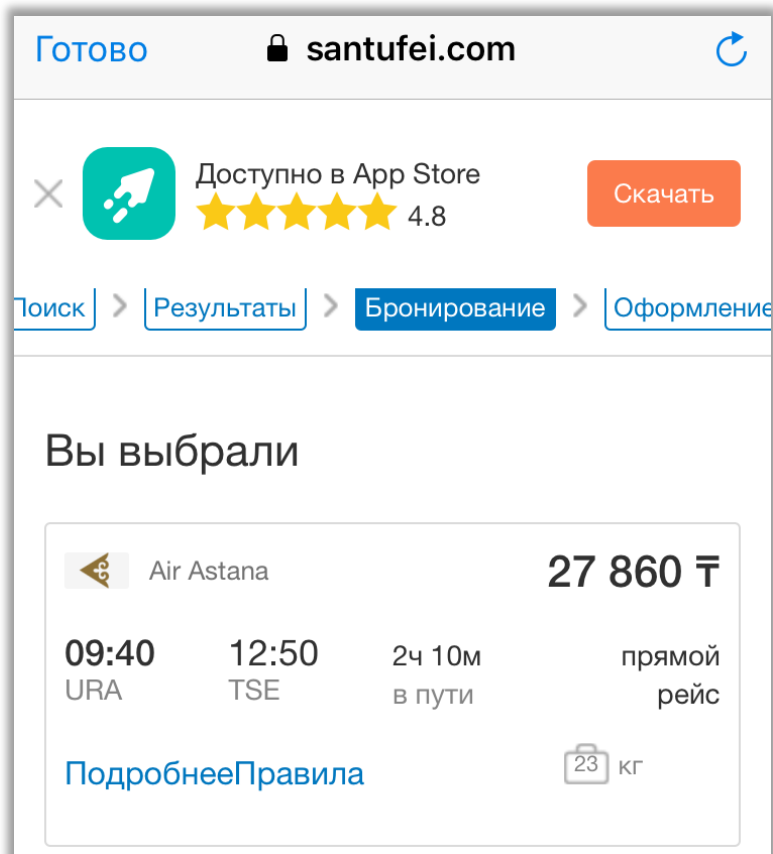 Готово santufei.com
Доступно в App Store
4.8
Скачать
Поиск Результаты Бронирование Оформление
Вы выбрали
Air Astana 27 860 ₸
09:40 12:50 2ч 10м прямой
URA TSE в пути рейс
ПодробнееПравила 23 кг